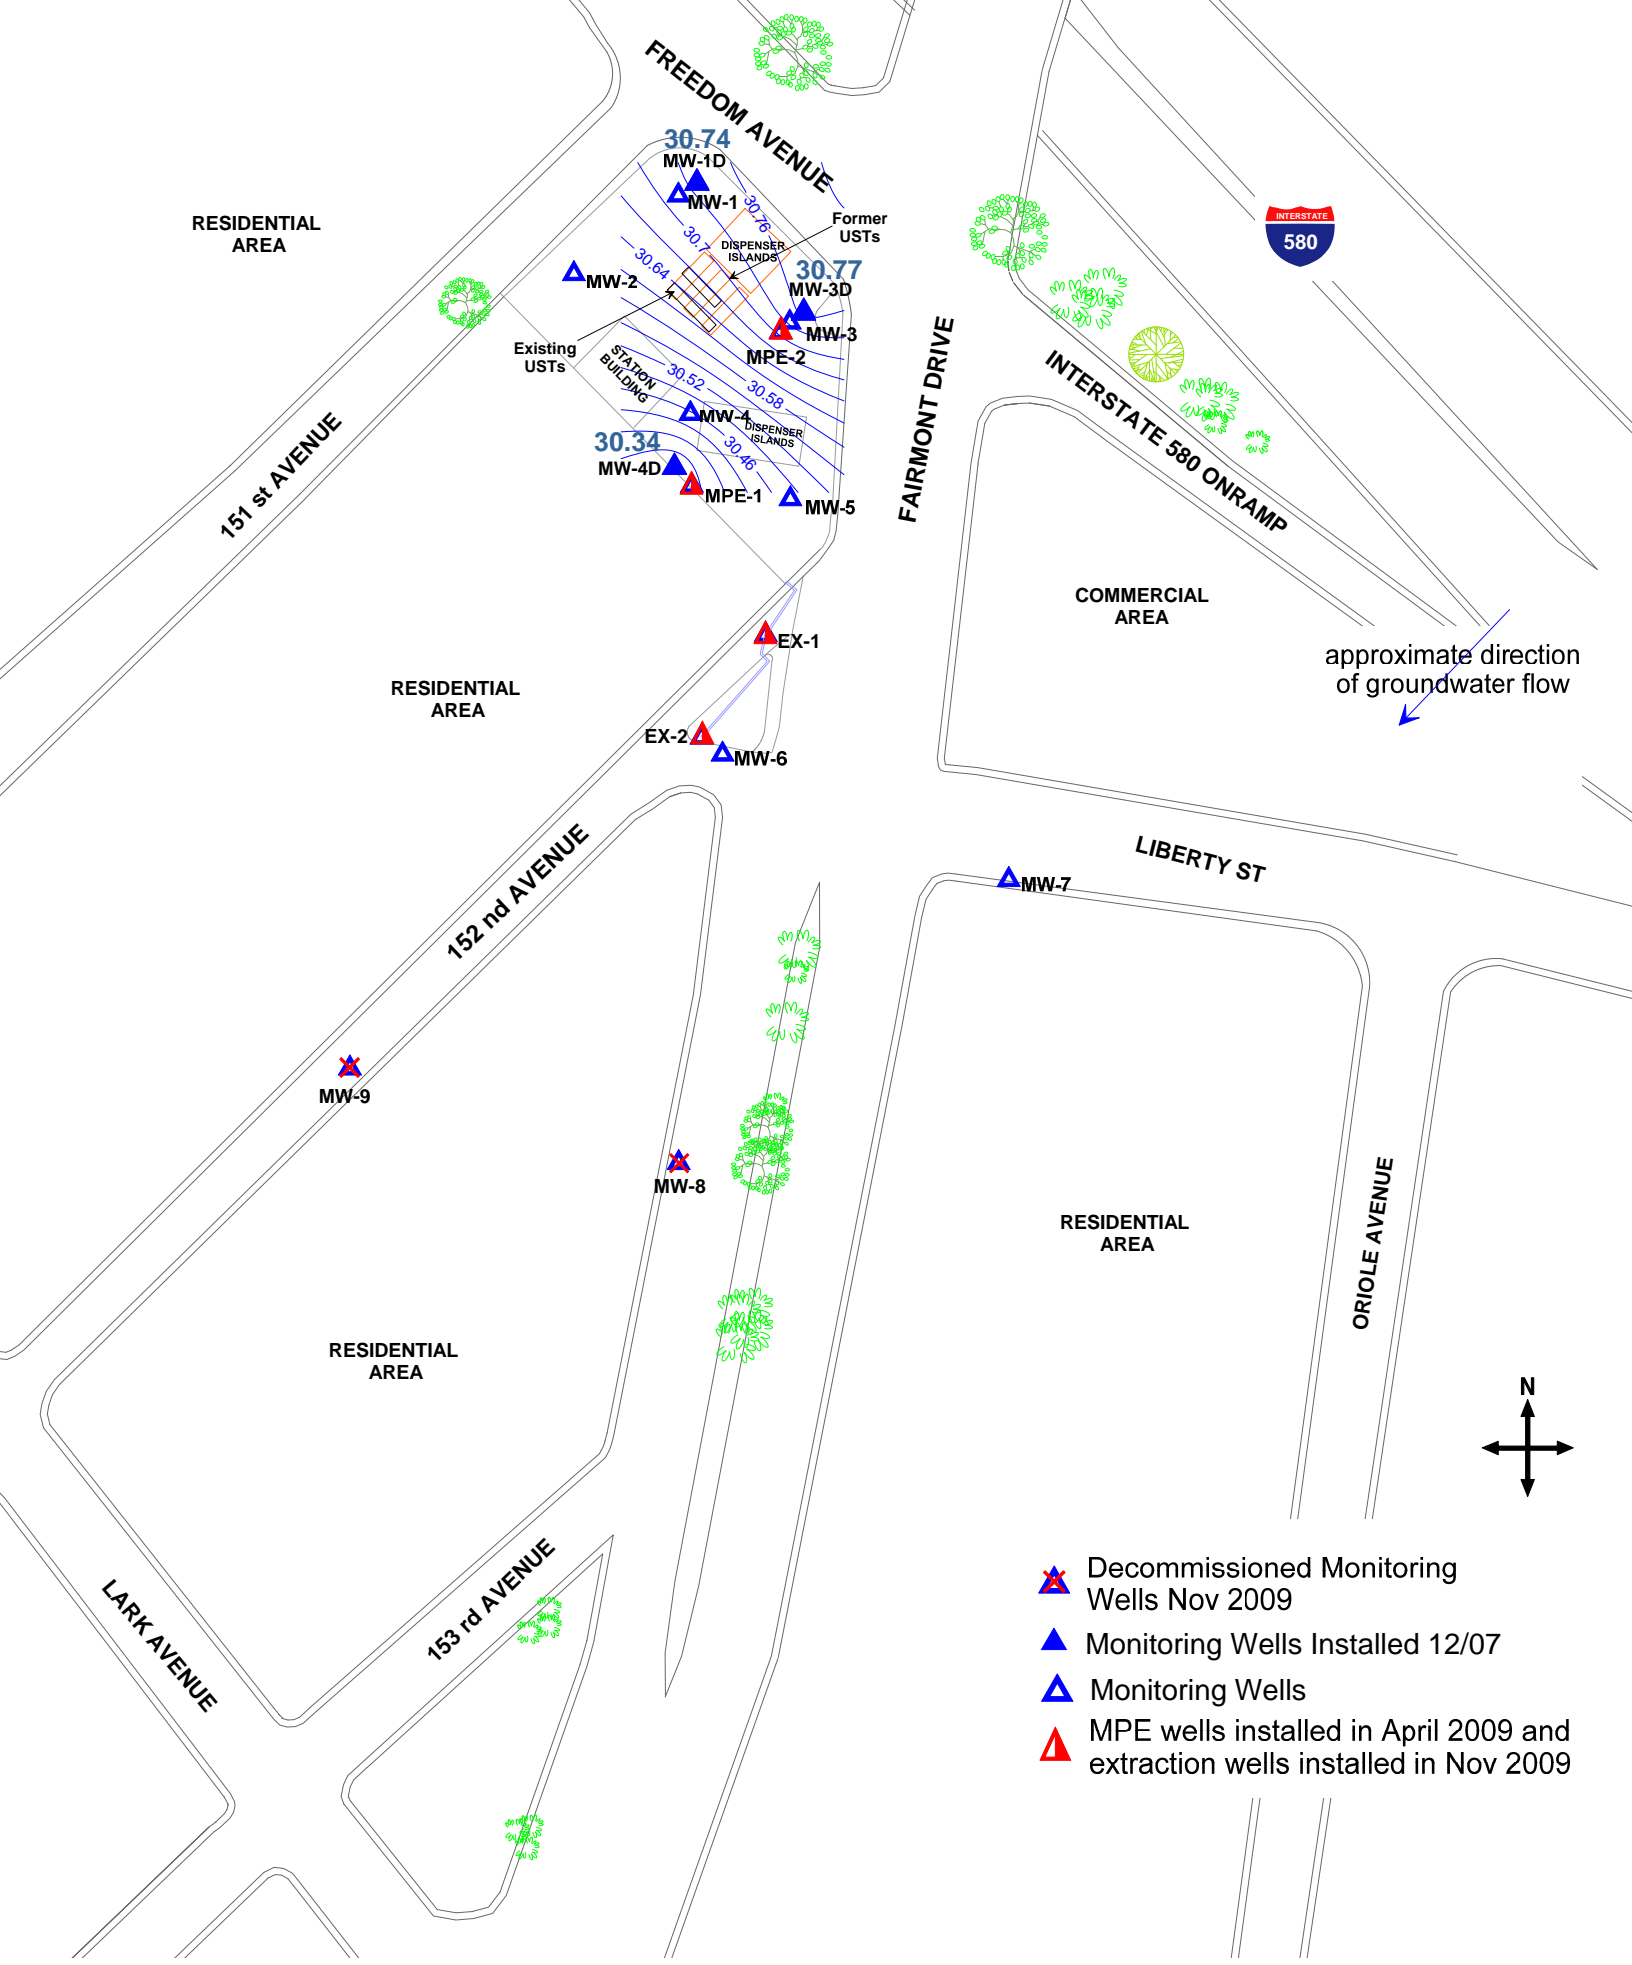 FREEDOM AVENUE
30.74
MW-1D
MW-1
30.76
RESIDENTIAL
AREA
Former
USTs
INTERSTATE
580
30.7
DISPENSER
ISLANDS
30.64
30.77
MW-2
MW-3D
MW-3
MPE-2
Existing
USTs
STATION
BUILDING
30.52
30.58
FAIRMONT DRIVE
INTERSTATE 580 ONRAMP
MW-4
DISPENSER
ISLANDS
30.34
30.46
MW-4D
MPE-1
MW-5
151 st AVENUE
COMMERCIAL
AREA
EX-1
approximate direction
of groundwater flow
RESIDENTIAL
AREA
EX-2
MW-6
152 nd AVENUE
LIBERTY ST
MW-7
MW-9
MW-8
RESIDENTIAL
AREA
ORIOLE AVENUE
RESIDENTIAL
AREA
N
LARK AVENUE
153 rd AVENUE
Decommissioned Monitoring
Wells Nov 2009
Monitoring Wells Installed 12/07
Monitoring Wells
MPE wells installed in April 2009 and
extraction wells installed in Nov 2009